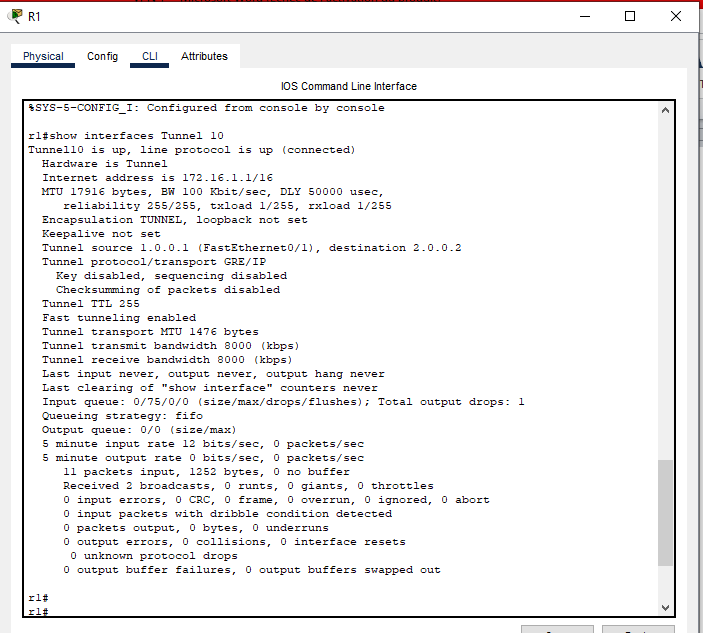 R1
Physical Config CLI Attributes
IOS Command Line Interface
%SYS-5-CONFIG_I: Configured from console by console
r1#show interfaces Tunnel 10
Tunnel10 is up, line protocol is up (connected)
Hardware is Tunnel
Internet address is 172.16.1.1/16
MTU 17916 bytes, BW 100 Kbit/sec, DLY 50000 usec,
reliability 255/255, txload 1/255, rxload 1/255
Encapsulation TUNNEL, loopback not set
Keepalive not set
Tunnel source 1.0.0.1 (FastEthernet0/1), destination 2.0.0.2
Tunnel protocol/transport GRE/IP
Key disabled, sequencing disabled
Checksumming of packets disabled
Tunnel TTL 255
Fast tunneling enabled
Tunnel transport MTU 1476 bytes
Tunnel transmit bandwidth 8000 (kbps)
Tunnel receive bandwidth 8000 (kbps)
Last input never, output never, output hang never
Last clearing of "show interface" counters never
Input queue: 0/75/0/0 (size/max/drops/flushes); Total output drops: 1
Queueing strategy: fifo
Output queue: 0/0 (size/max)
5 minute input rate 12 bits/sec, 0 packets/sec
5 minute output rate 0 bits/sec, 0 packets/sec
11 packets input, 1252 bytes, 0 no buffer
Received 2 broadcasts, 0 runts, 0 giants, 0 throttles
0 input errors, 0 CRC, 0 frame, 0 overrun, 0 ignored, 0 abort
0 input packets with dribble condition detected
0 packets output, 0 bytes, 0 underruns
0 output errors, 0 collisions, 0 interface resets
0 unknown protocol drops
0 output buffer failures, 0 output buffers swapped out
r1#
r1#